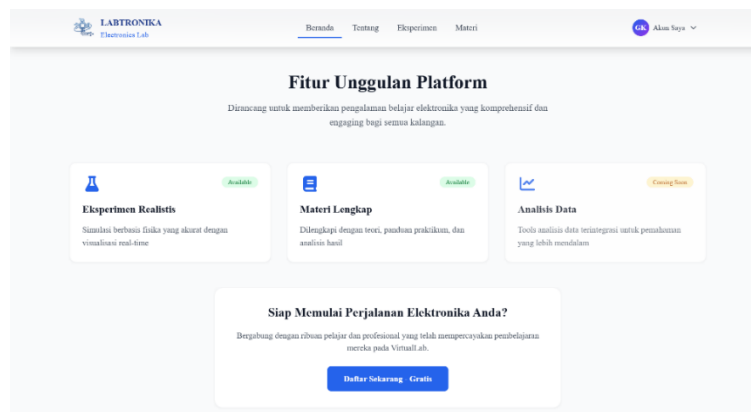 LABTRONIKA
Electronics Lab
Beranda
Tentang
Eksperimen
Materi
GK
Akun Saya
Fitur Unggulan Platform
Dirancang untuk memberikan pengalaman belajar elektronika yang komprehensif dan
engaging bagi semua kalangan.
Available
Eksperimen Realistis
Simulasi berbasis fisika yang akurat dengan
visualisasi real-time
Available
Materi Lengkap
Dilengkapi dengan teori, panduan praktikum, dan
analisis hasil
Coming Soon
Analisis Data
Tools analisis data terintegrasi untuk pemahaman
yang lebih mendalam
Siap Memulai Perjalanan Elektronika Anda?
Bergabung dengan ribuan pelajar dan profesional yang telah mempercayakan pembelajaran
mereka pada VirtualLab.
Daftar Sekarang Gratis